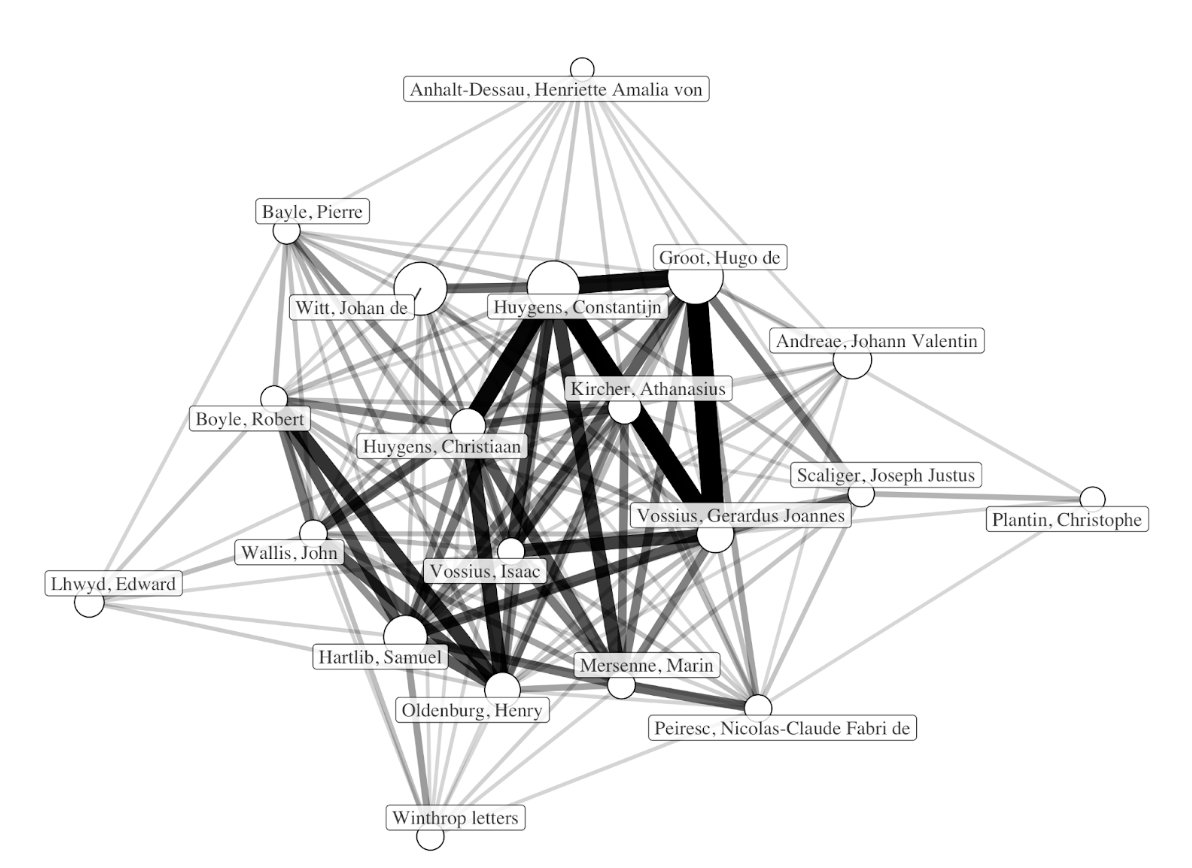 Anhalt-Dessau, Henriette Amalia von
Bayle, Pierre
Groot, Hugo de
Witt, Johan de
Huygens, Constantijn
Andreae, Johann Valentin
Kircher, Athanasius
Boyle, Robert
Huygens, Christiaan
Scaliger, Joseph Justus
Vossius, Gerardus Joannes
Plantin, Christophe
Wallis, John
Vossius, Isaac
Lhwyd, Edward
Hartlib, Samuel
Mersenne, Marin
Oldenburg, Henry
Peiresc, Nicolas-Claude Fabri de
Winthrop letters